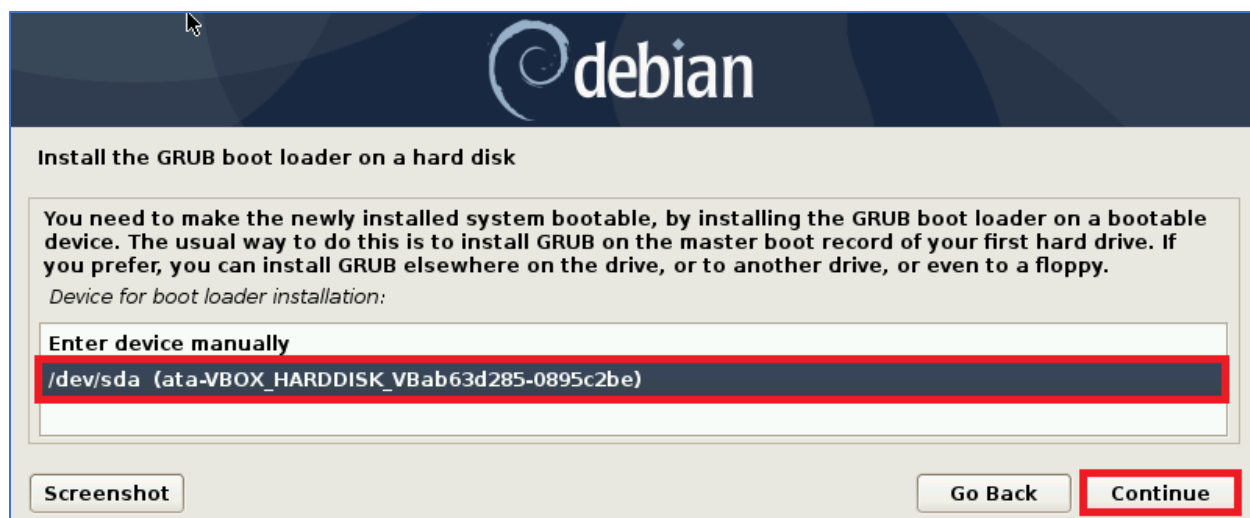 debian
Install the GRUB boot loader on a hard disk
You need to make the newly installed system bootable, by installing the GRUB boot loader on a bootable
device. The usual way to do this is to install GRUB on the master boot record of your first hard drive. If
you prefer, you can install GRUB elsewhere on the drive, or to another drive, or even to a floppy.
Device for boot loader installation:
Enter device manually
/dev/sda (ata-VBOX_HARDDISK_VBab63d285-0895c2be)
Screenshot
Go Back
Continue